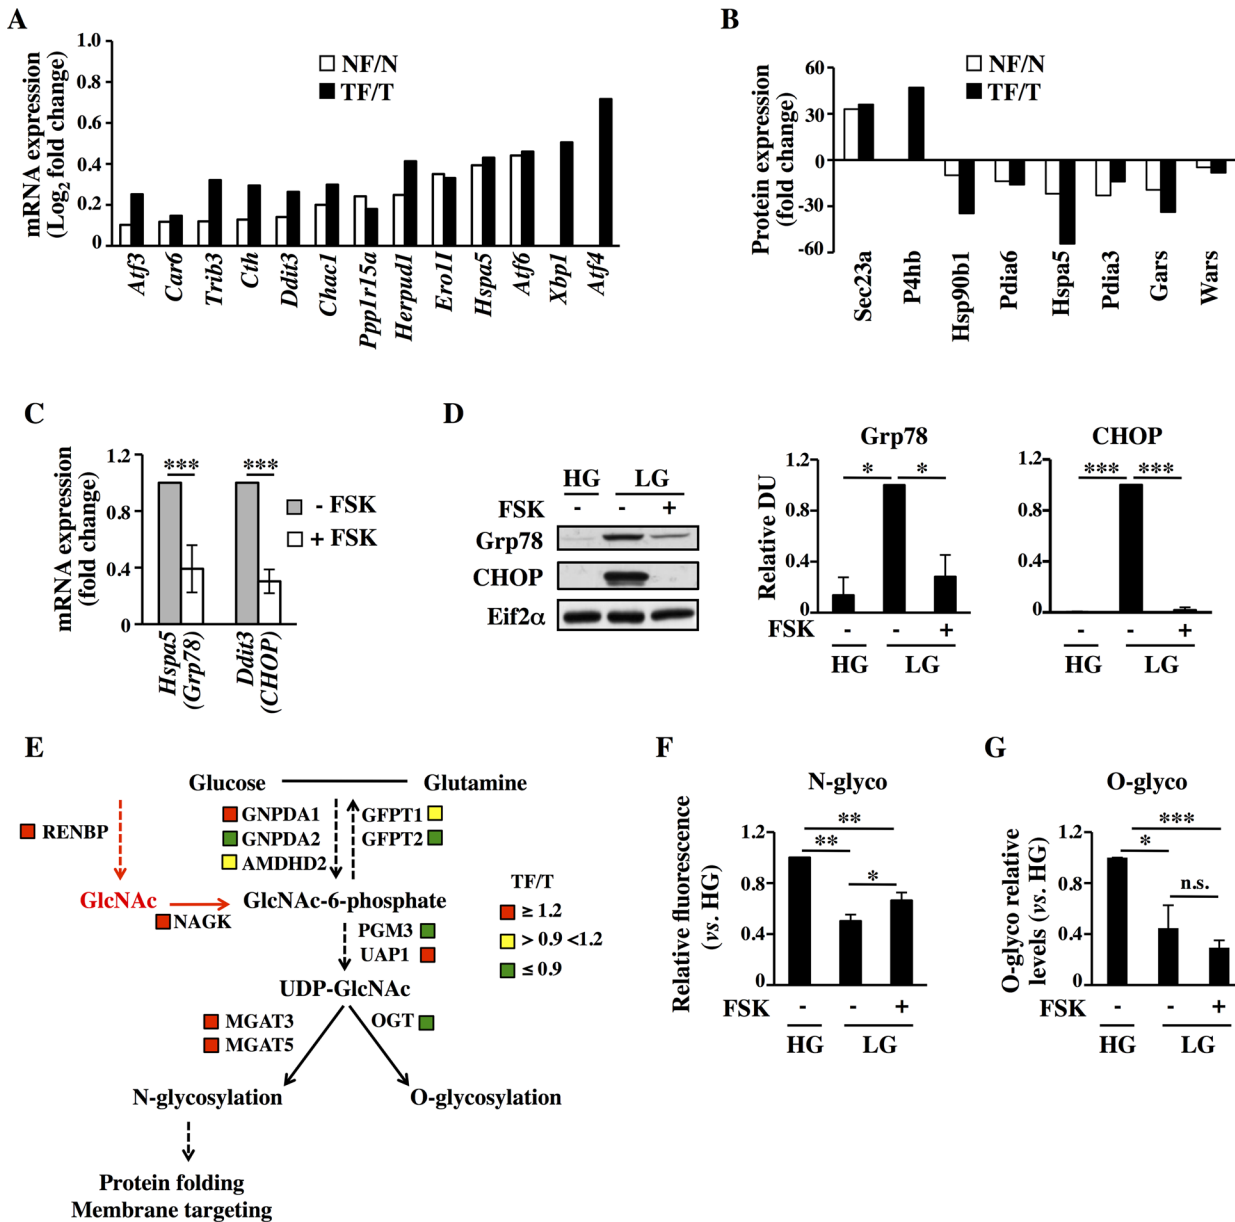 A
mRNA expression
(Log2 fold change)
1.0
0.8
0.6
0.4
0.2
0
NF/N
TF/T
Atf3
Car6
Trib3
Cth
Ddit3
Chac1
Ppp1r15a
Herpud1
Ero1l
Hspa5
Atf6
Xbp1
Atf4
B
Protein expression
(fold change)
60
30
0
-30
-60
NF/N
TF/T
Sec23a
P4hb
Hsp90b1
Pdia6
Hspa5
Pdia3
Gars
Wars
C
mRNA expression
(fold change)
1.2
0.8
0.4
0
***
***
- FSK
+ FSK
Hspa5
(Grp78)
Ddit3
(CHOP)
D
HG
LG
FSK
-
-
+
Grp78
CHOP
Eif2α
Grp78
Relative DU
1.2
0.8
0.4
0
*
*
FSK
-
-
+
HG
LG
CHOP
1.2
0.8
0.4
0
***
***
-
-
+
HG
LG
E
Glucose
Glutamine
RENBP
GNPDA1
GNPDA2
AMDHD2
GFPT1
GFPT2
GlcNAc
NAGK
GlcNAc-6-phosphate
PGM3
UAP1
UDP-GlcNAc
MGAT3
MGAT5
OGT
N-glycosylation
O-glycosylation
Protein folding
Membrane targeting
TF/T
≥ 1.2
> 0.9 <1.2
≤ 0.9
F
N-glyco
Relative fluorescence
(vs. HG)
1.2
0.8
0.4
0
**
**
*
FSK
-
-
+
HG
LG
G
O-glyco
O-glyco relative
levels (vs. HG)
1.2
0.8
0.4
0
***
*
n.s.
FSK
-
-
+
HG
LG